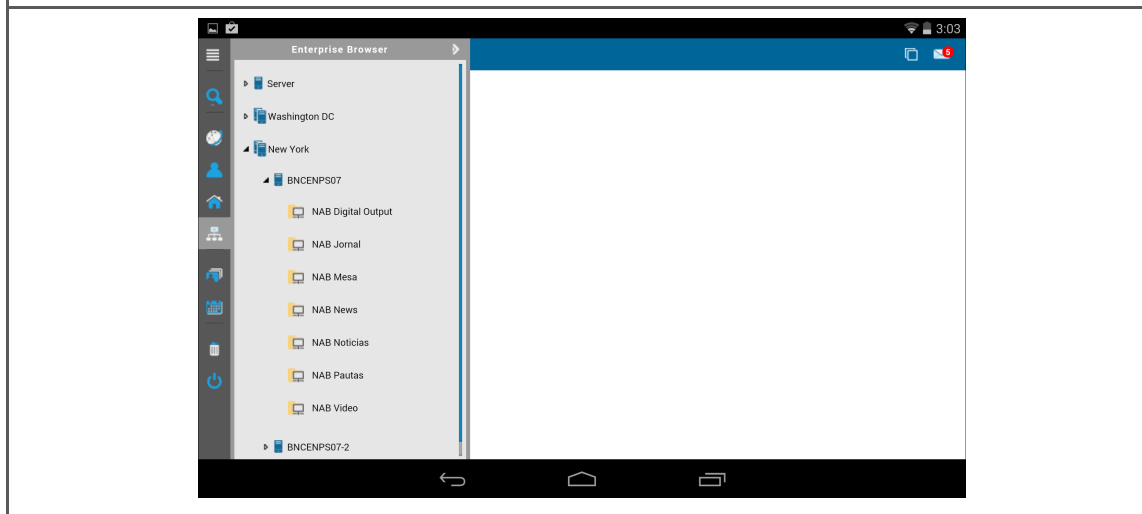 3:03
Enterprise Browser
5
Server
Washington DC
New York
BNCENPS07
NAB Digital Output
NAB Jornal
NAB Mesa
NAB News
NAB Noticias
NAB Pautas
NAB Video
BNCENPS07-2